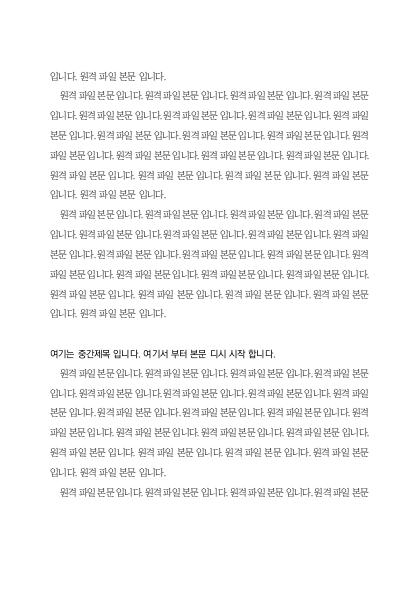 입니다. 원격 파일 본문 입니다.
원격 파일 본문 입니다. 원격 파일 본문 입니다. 원격 파일 본문 입니다. 원격 파일 본문
입니다. 원격 파일 본문 입니다. 원격 파일 본문 입니다. 원격 파일 본문 입니다. 원격 파일
본문 입니다. 원격 파일 본문 입니다. 원격 파일 본문 입니다. 원격 파일 본문 입니다. 원격
파일 본문 입니다. 원격 파일 본문 입니다. 원격 파일 본문 입니다. 원격 파일 본문 입니다.
원격 파일 본문 입니다. 원격 파일 본문 입니다. 원격 파일 본문 입니다. 원격 파일 본문
입니다. 원격 파일 본문 입니다.
원격 파일 본문 입니다. 원격 파일 본문 입니다. 원격 파일 본문 입니다. 원격 파일 본문
입니다. 원격 파일 본문 입니다. 원격 파일 본문 입니다. 원격 파일 본문 입니다. 원격 파일
본문 입니다. 원격 파일 본문 입니다. 원격 파일 본문 입니다. 원격 파일 본문 입니다. 원격
파일 본문 입니다. 원격 파일 본문 입니다. 원격 파일 본문 입니다. 원격 파일 본문 입니다.
원격 파일 본문 입니다. 원격 파일 본문 입니다. 원격 파일 본문 입니다. 원격 파일 본문
입니다. 원격 파일 본문 입니다.
여기는 중간제목 입니다. 여기서 부터 본문 디시 시작 합니다.
원격 파일 본문 입니다. 원격 파일 본문 입니다. 원격 파일 본문 입니다. 원격 파일 본문
입니다. 원격 파일 본문 입니다. 원격 파일 본문 입니다. 원격 파일 본문 입니다. 원격 파일
본문 입니다. 원격 파일 본문 입니다. 원격 파일 본문 입니다. 원격 파일 본문 입니다. 원격
파일 본문 입니다. 원격 파일 본문 입니다. 원격 파일 본문 입니다. 원격 파일 본문 입니다.
원격 파일 본문 입니다. 원격 파일 본문 입니다. 원격 파일 본문 입니다. 원격 파일 본문
입니다. 원격 파일 본문 입니다.
원격 파일 본문 입니다. 원격 파일 본문 입니다. 원격 파일 본문 입니다. 원격 파일 본문